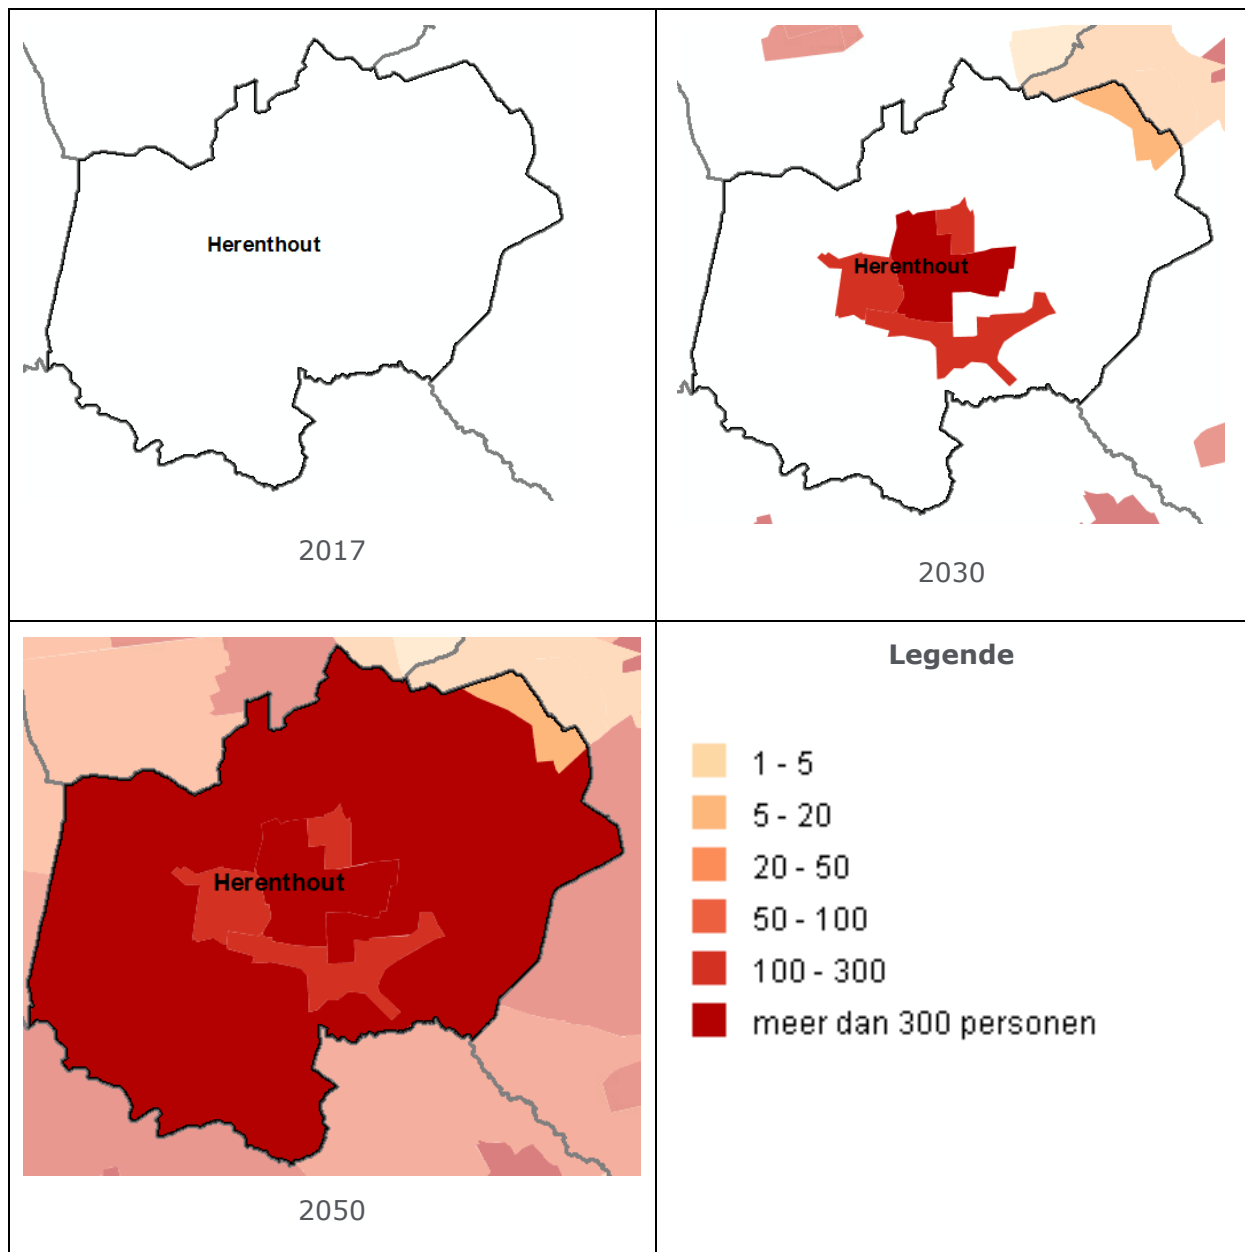 Herenthout
2017
Herenthout
2030
Herenthout
2050
Legende
1 - 5
5 - 20
20 - 50
50 - 100
100 - 300
meer dan 300 personen